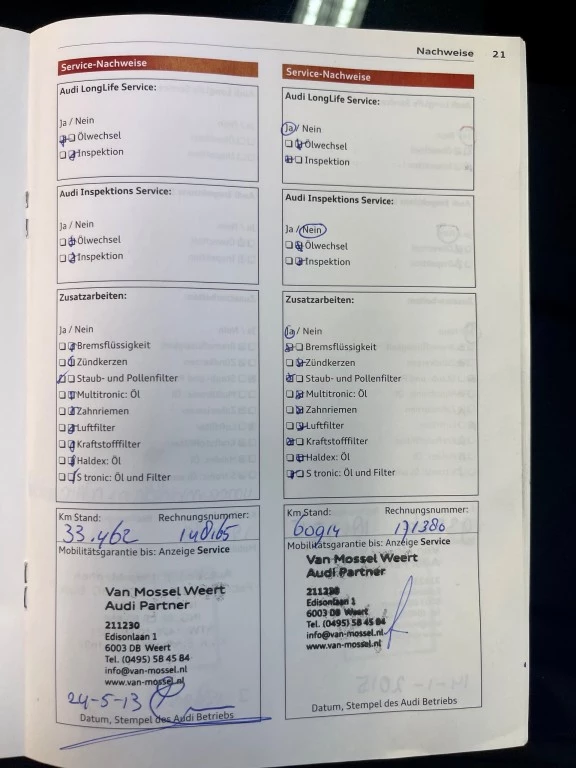 Nachweise 21
Service-Nachweise
Audi LongLife Service:
Ja / Nein
Ölwechsel
Inspektion
Audi Inspektions Service:
Ja / Nein
Ölwechsel
Inspektion
Zusatzarbeiten:
Ja / Nein
Bremsflüssigkeit
Zündkerzen
Staub- und Pollenfilter
Multitronic: Öl
Zahnriemen
Luftfilter
Kraftstofffilter
Haldex: Öl
S tronic: Öl und Filter
Km Stand: Rechnungsnummer:
33.462 148165
Mobilitätsgarantie bis: Anzeige Service
Van Mossel Weert
Audi Partner
211230
Edisonlaan 1
6003 DB Weert
Tel. (0495) 58 45 84
info@van-mossel.nl
www.van-mossel.nl
24-5-13
Datum, Stempel des Audi Betriebs
Service-Nachweise
Audi LongLife Service:
Ja / Nein
Ölwechsel
Inspektion
Audi Inspektions Service:
Ja / Nein
Ölwechsel
Inspektion
Zusatzarbeiten:
Ja / Nein
Bremsflüssigkeit
Zündkerzen
Staub- und Pollenfilter
Multitronic: Öl
Zahnriemen
Luftfilter
Kraftstofffilter
Haldex: Öl
S tronic: Öl und Filter
Km Stand: Rechnungsnummer:
60914 171380
Mobilitätsgarantie bis: Anzeige Service
Van Mossel Weert
Audi Partner
211230
Edisonlaan 1
6003 DB Weert
Tel. (0495) 58 45 84
info@van-mossel.nl
www.van-mossel.nl
Datum, Stempel des Audi Betriebs